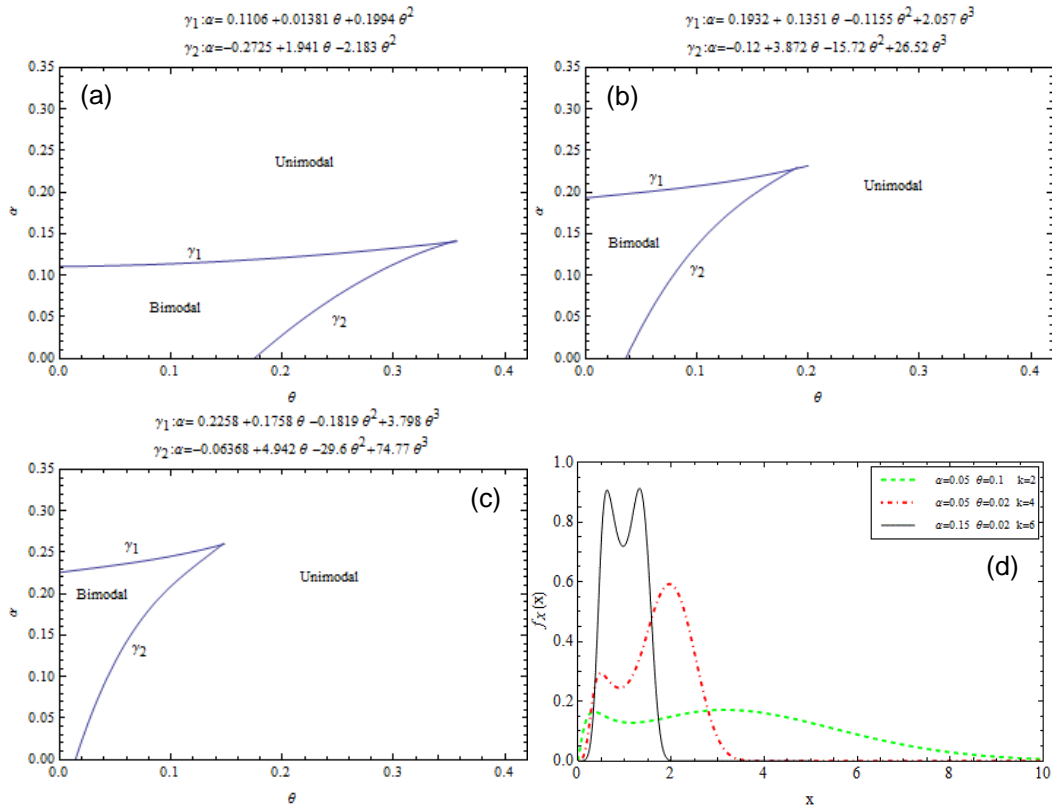 γ1:α= 0.1106 +0.01381 θ +0.1994 θ²
γ2:α=−0.2725 +1.941 θ −2.183 θ²
(a)
Unimodal
γ1
Bimodal
γ2
0.35
0.30
0.25
0.20
0.15
0.10
0.05
0.00
α
0.0 0.1 0.2 0.3 0.4
θ
γ1:α= 0.1932 + 0.1351 θ −0.1155 θ²+2.057 θ³
γ2:α=−0.12 +3.872 θ −15.72 θ²+26.52 θ³
(b)
Unimodal
γ1
Bimodal
γ2
0.35
0.30
0.25
0.20
0.15
0.10
0.05
0.00
α
0.0 0.1 0.2 0.3 0.4
θ
γ1:α= 0.2258 +0.1758 θ −0.1819 θ²+3.798 θ³
γ2:α=−0.06368 +4.942 θ −29.6 θ²+74.77 θ³
(c)
γ1
Bimodal
Unimodal
γ2
0.35
0.30
0.25
0.20
0.15
0.10
0.05
0.00
α
0.0 0.1 0.2 0.3 0.4
θ
α=0.05 θ=0.1 k=2
α=0.05 θ=0.02 k=4
α=0.15 θ=0.02 k=6
(d)
1.0
0.8
0.6
0.4
0.2
0.0
fX(x)
0 2 4 6 8 10
x